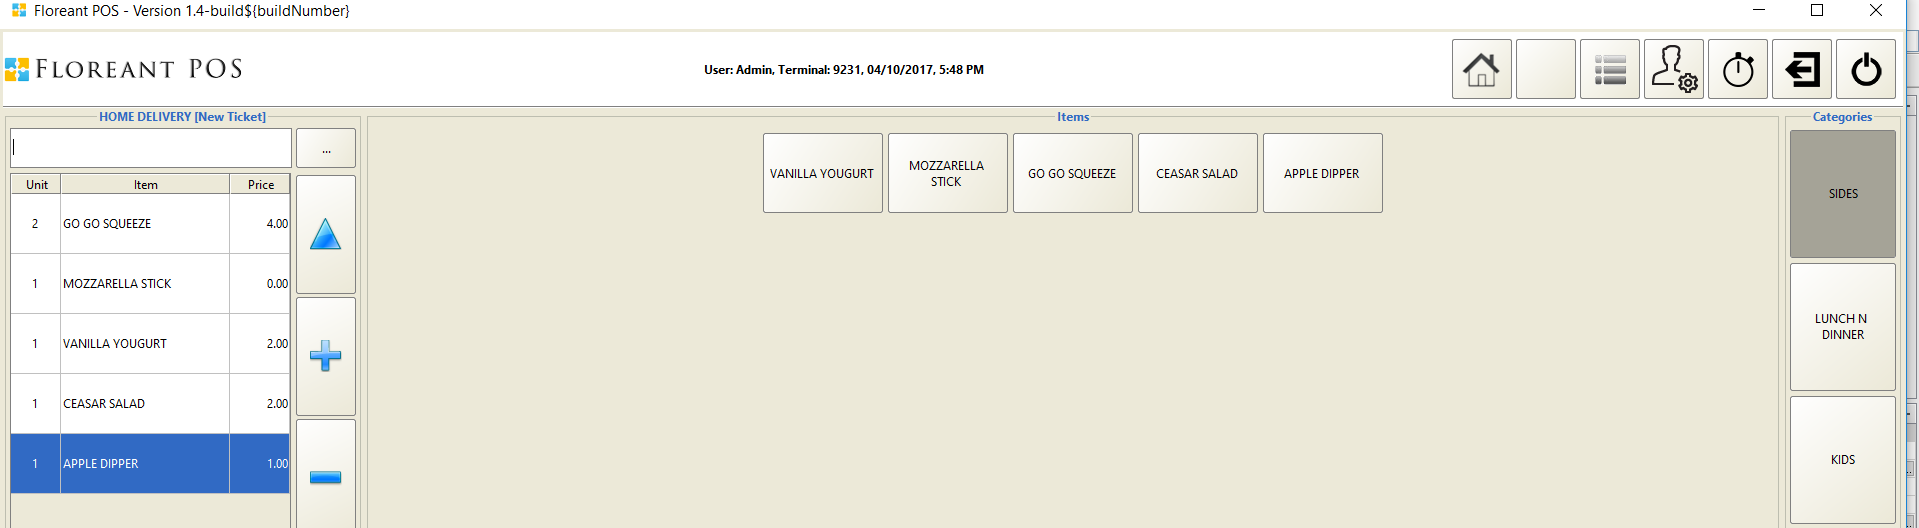 Floreant POS - Version 1.4-build${buildNumber}
FLOREANT POS
User: Admin, Terminal: 9231, 04/10/2017, 5:48 PM
HOME DELIVERY [New Ticket]
...
Unit Item Price
2 GO GO SQUEEZE 4.00
1 MOZZARELLA STICK 0.00
1 VANILLA YOUGURT 2.00
1 CEASAR SALAD 2.00
1 APPLE DIPPER 1.00
Items
VANILLA YOUGURT
MOZZARELLA
STICK
GO GO SQUEEZE
CEASAR SALAD
APPLE DIPPER
Categories
SIDES
LUNCH N
DINNER
KIDS